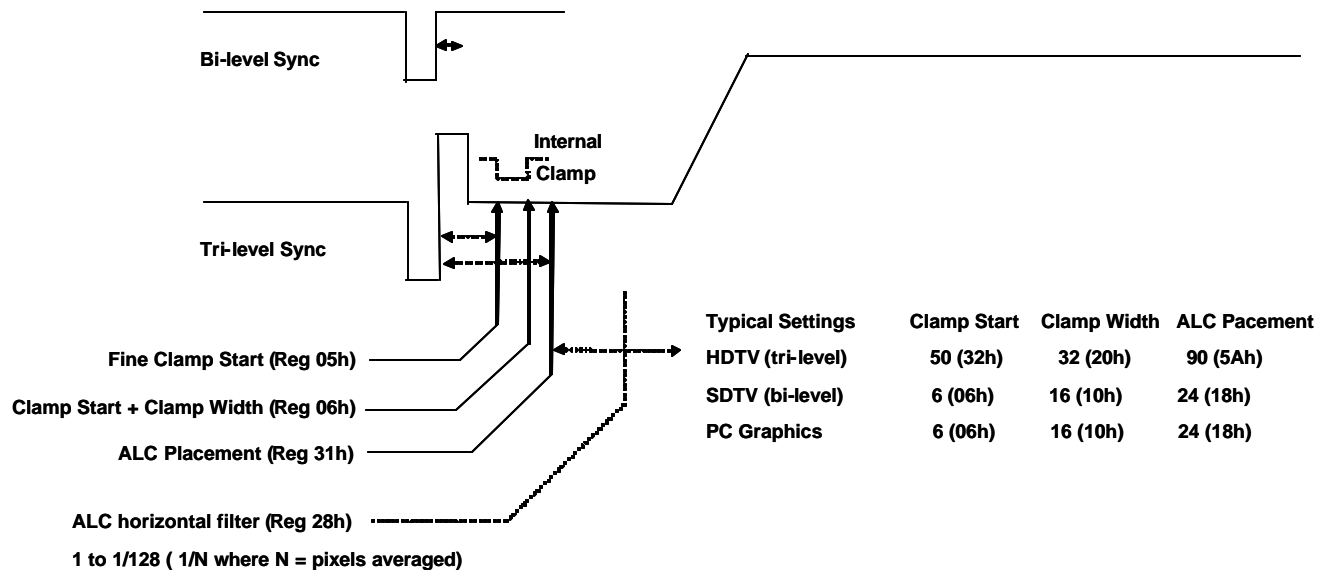 Bi-level Sync
Internal
Clamp
Tri-level Sync
Typical Settings Clamp Start Clamp Width ALC Pacement
HDTV (tri-level) 50 (32h) 32 (20h) 90 (5Ah)
SDTV (bi-level) 6 (06h) 16 (10h) 24 (18h)
PC Graphics 6 (06h) 16 (10h) 24 (18h)
Fine Clamp Start (Reg 05h)
Clamp Start + Clamp Width (Reg 06h)
ALC Placement (Reg 31h)
ALC horizontal filter (Reg 28h)
1 to 1/128 ( 1/N where N = pixels averaged)